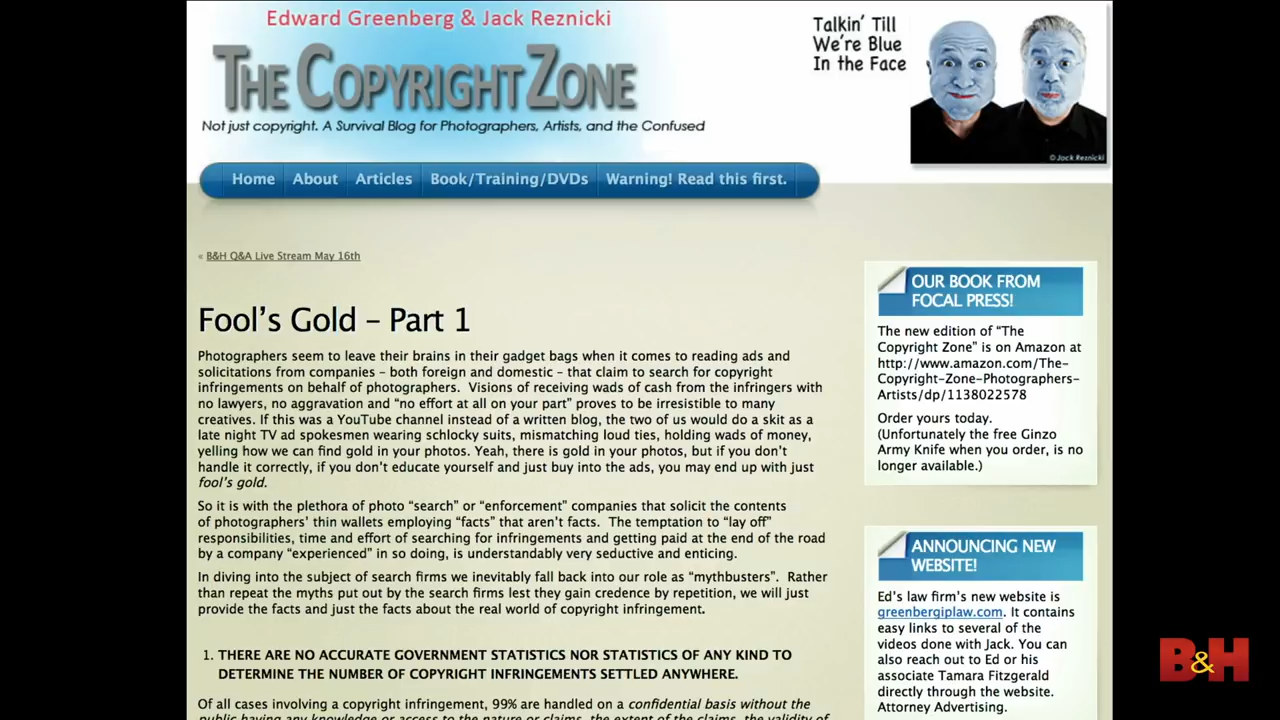 Edward Greenberg & Jack Reznicki
THE COPYRIGHT ZONE
Not just copyright. A Survival Blog for Photographers, Artists, and the Confused
Talkin' Till
We're Blue
In the Face
© Jack Reznicki
Home About Articles Book/Training/DVDs Warning! Read this first.
« B&H Q&A Live Stream May 16th
Fool's Gold – Part 1
Photographers seem to leave their brains in their gadget bags when it comes to reading ads and
solicitations from companies – both foreign and domestic – that claim to search for copyright
infringements on behalf of photographers.  Visions of receiving wads of cash from the infringers with
no lawyers, no aggravation and “no effort at all on your part” proves to be irresistible to many
creatives. If this was a YouTube channel instead of a written blog, the two of us would do a skit as a
late night TV ad spokesmen wearing schlocky suits, mismatching loud ties, holding wads of money,
yelling how we can find gold in your photos. Yeah, there is gold in your photos, but if you don't
handle it correctly, if you don't educate yourself and just buy into the ads, you may end up with just
fool's gold.
So it is with the plethora of photo “search” or “enforcement” companies that solicit the contents
of photographers' thin wallets employing “facts” that aren't facts.  The temptation to “lay off”
responsibilities, time and effort of searching for infringements and getting paid at the end of the road
by a company “experienced” in so doing, is understandably very seductive and enticing.
In diving into the subject of search firms we inevitably fall back into our role as “mythbusters”.  Rather
than repeat the myths put out by the search firms lest they gain credence by repetition, we will just
provide the facts and just the facts about the real world of copyright infringement.
1. THERE ARE NO ACCURATE GOVERNMENT STATISTICS NOR STATISTICS OF ANY KIND TO
DETERMINE THE NUMBER OF COPYRIGHT INFRINGEMENTS SETTLED ANYWHERE.
Of all cases involving a copyright infringement, 99% are handled on a confidential basis without the
public having any knowledge or access to the nature or claims, the extent of the claims, the validity of
OUR BOOK FROM
FOCAL PRESS!
The new edition of “The
Copyright Zone” is on Amazon at
http://www.amazon.com/The-
Copyright-Zone-Photographers-
Artists/dp/1138022578
Order yours today.
(Unfortunately the free Ginzo
Army Knife when you order, is no
longer available.)
ANNOUNCING NEW
WEBSITE!
Ed's law firm's new website is
greenbergiplaw.com. It contains
easy links to several of the
videos done with Jack. You can
also reach out to Ed or his
associate Tamara Fitzgerald
directly through the website.
Attorney Advertising.
B&H